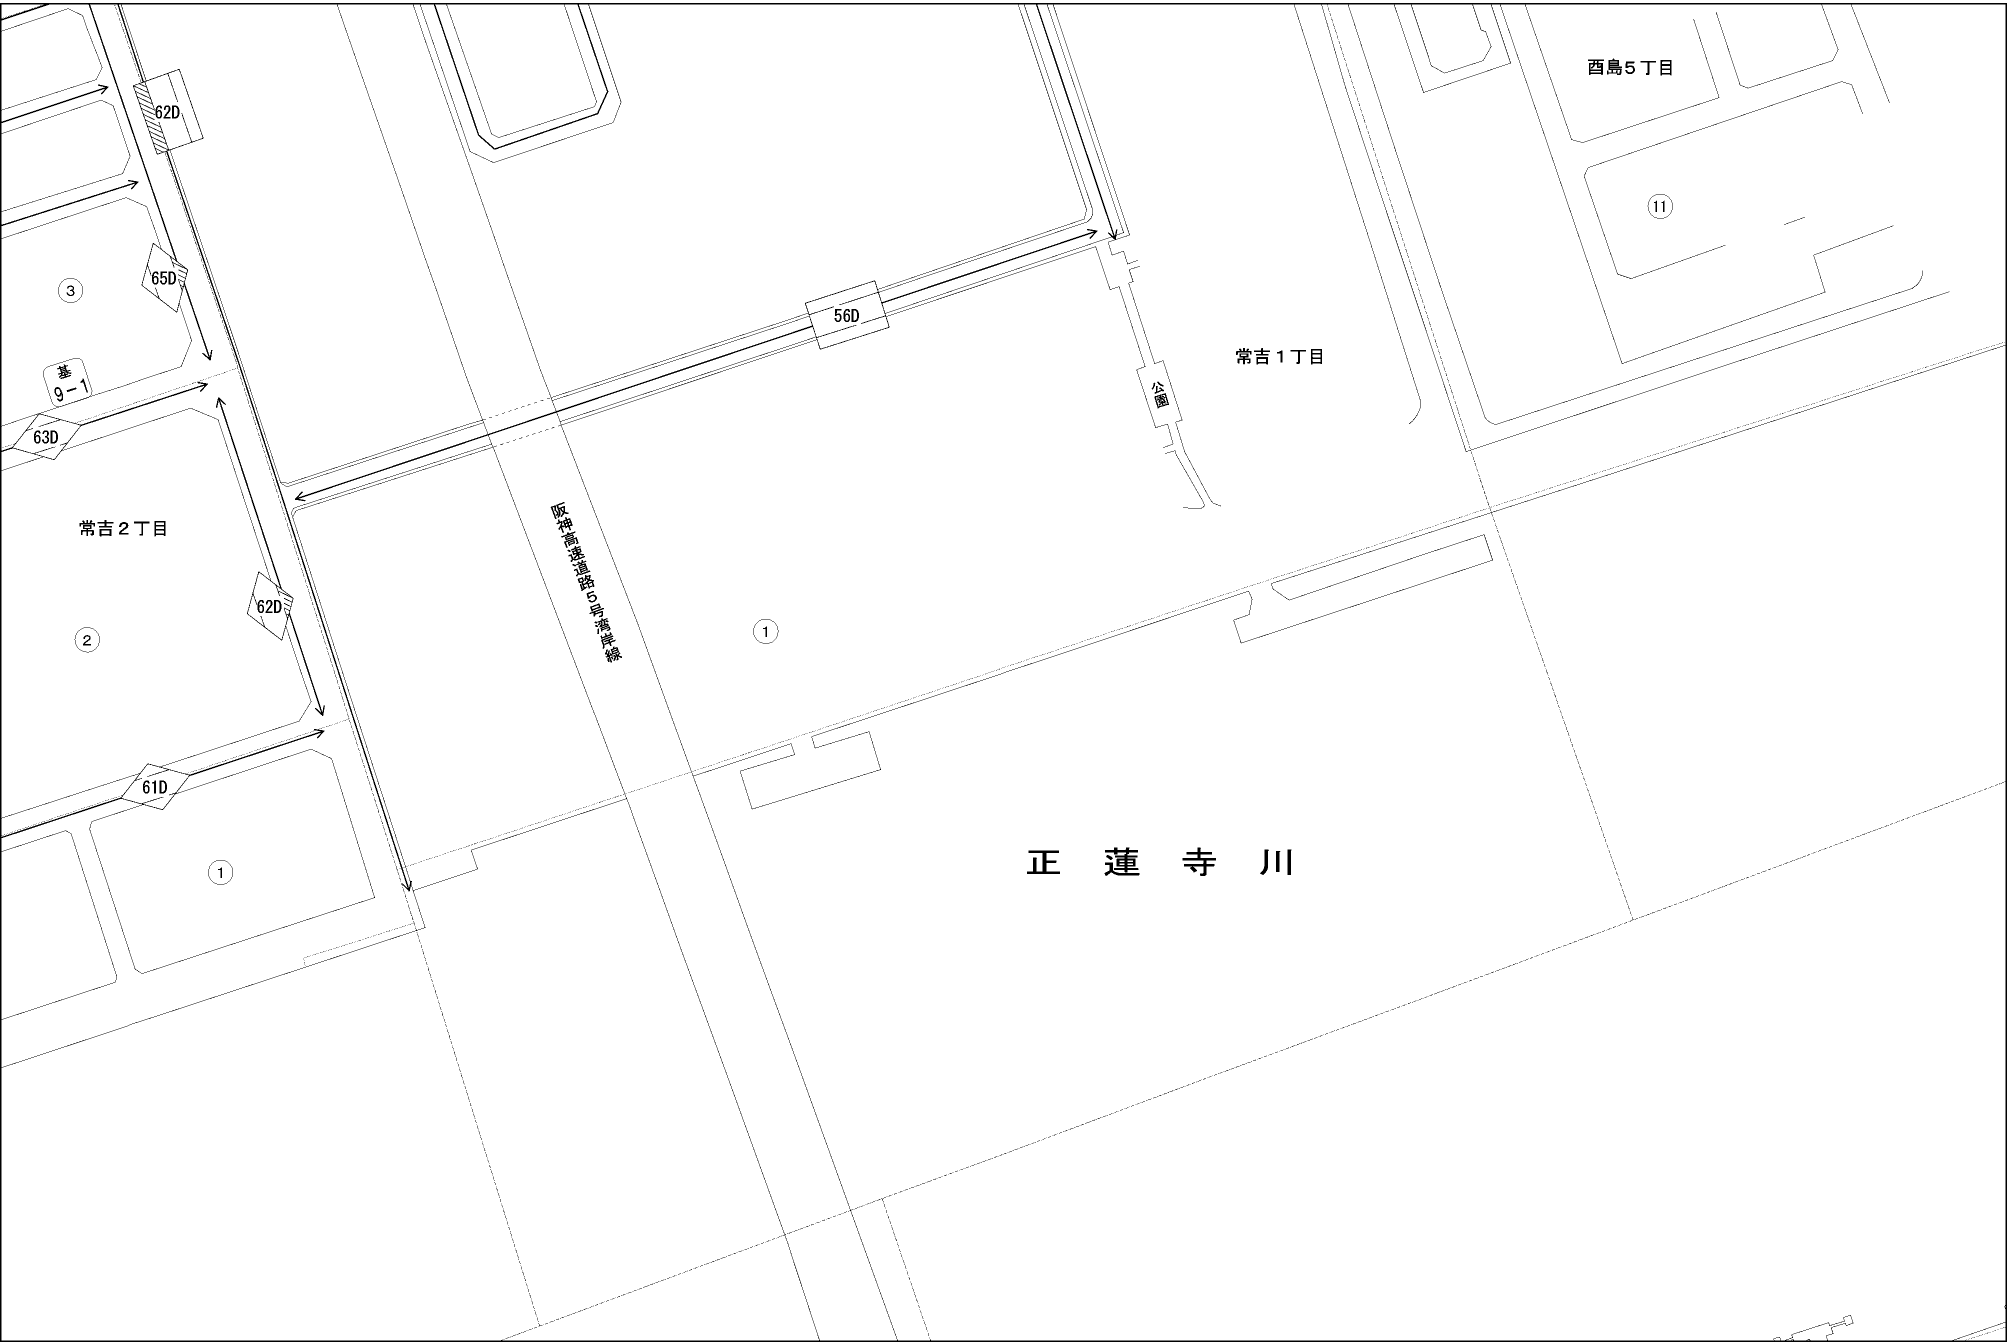 酉島５丁目
62D
11
65D
3
56D
常吉１丁目
基
9-1
公園
63D
常吉２丁目
阪神高速道路５号湾岸線
62D
1
2
61D
正蓮寺川
1